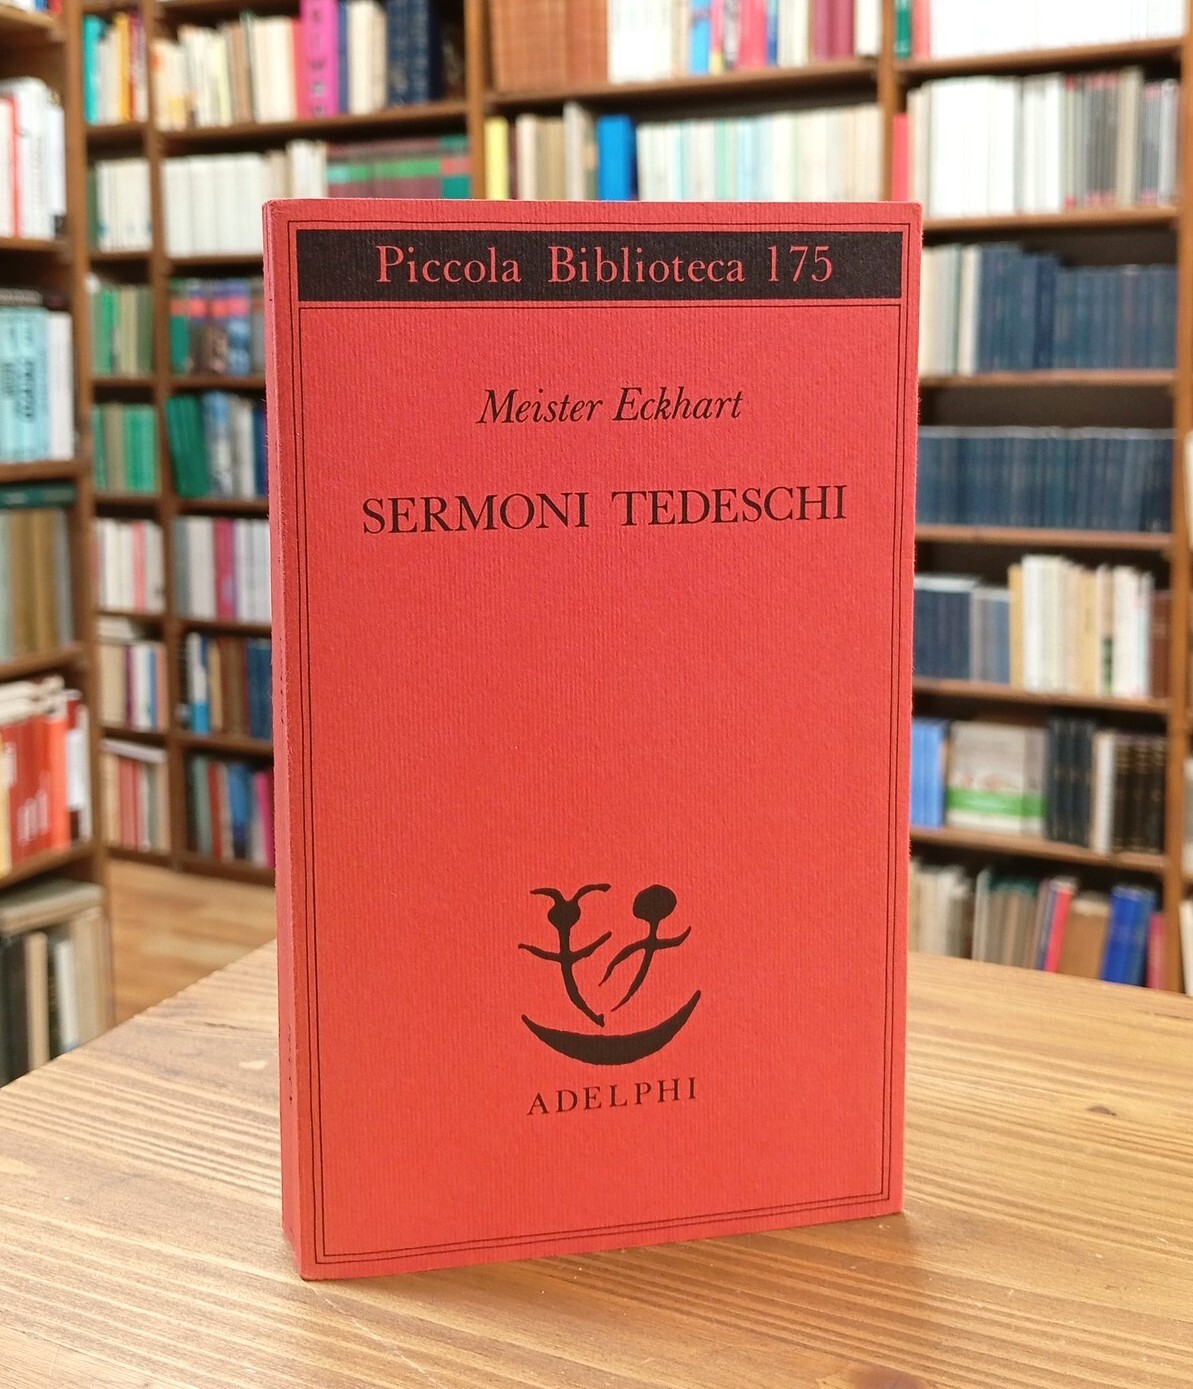 Piccola Biblioteca 175
Meister Eckhart
SERMONI TEDESCHI
ADELPHI